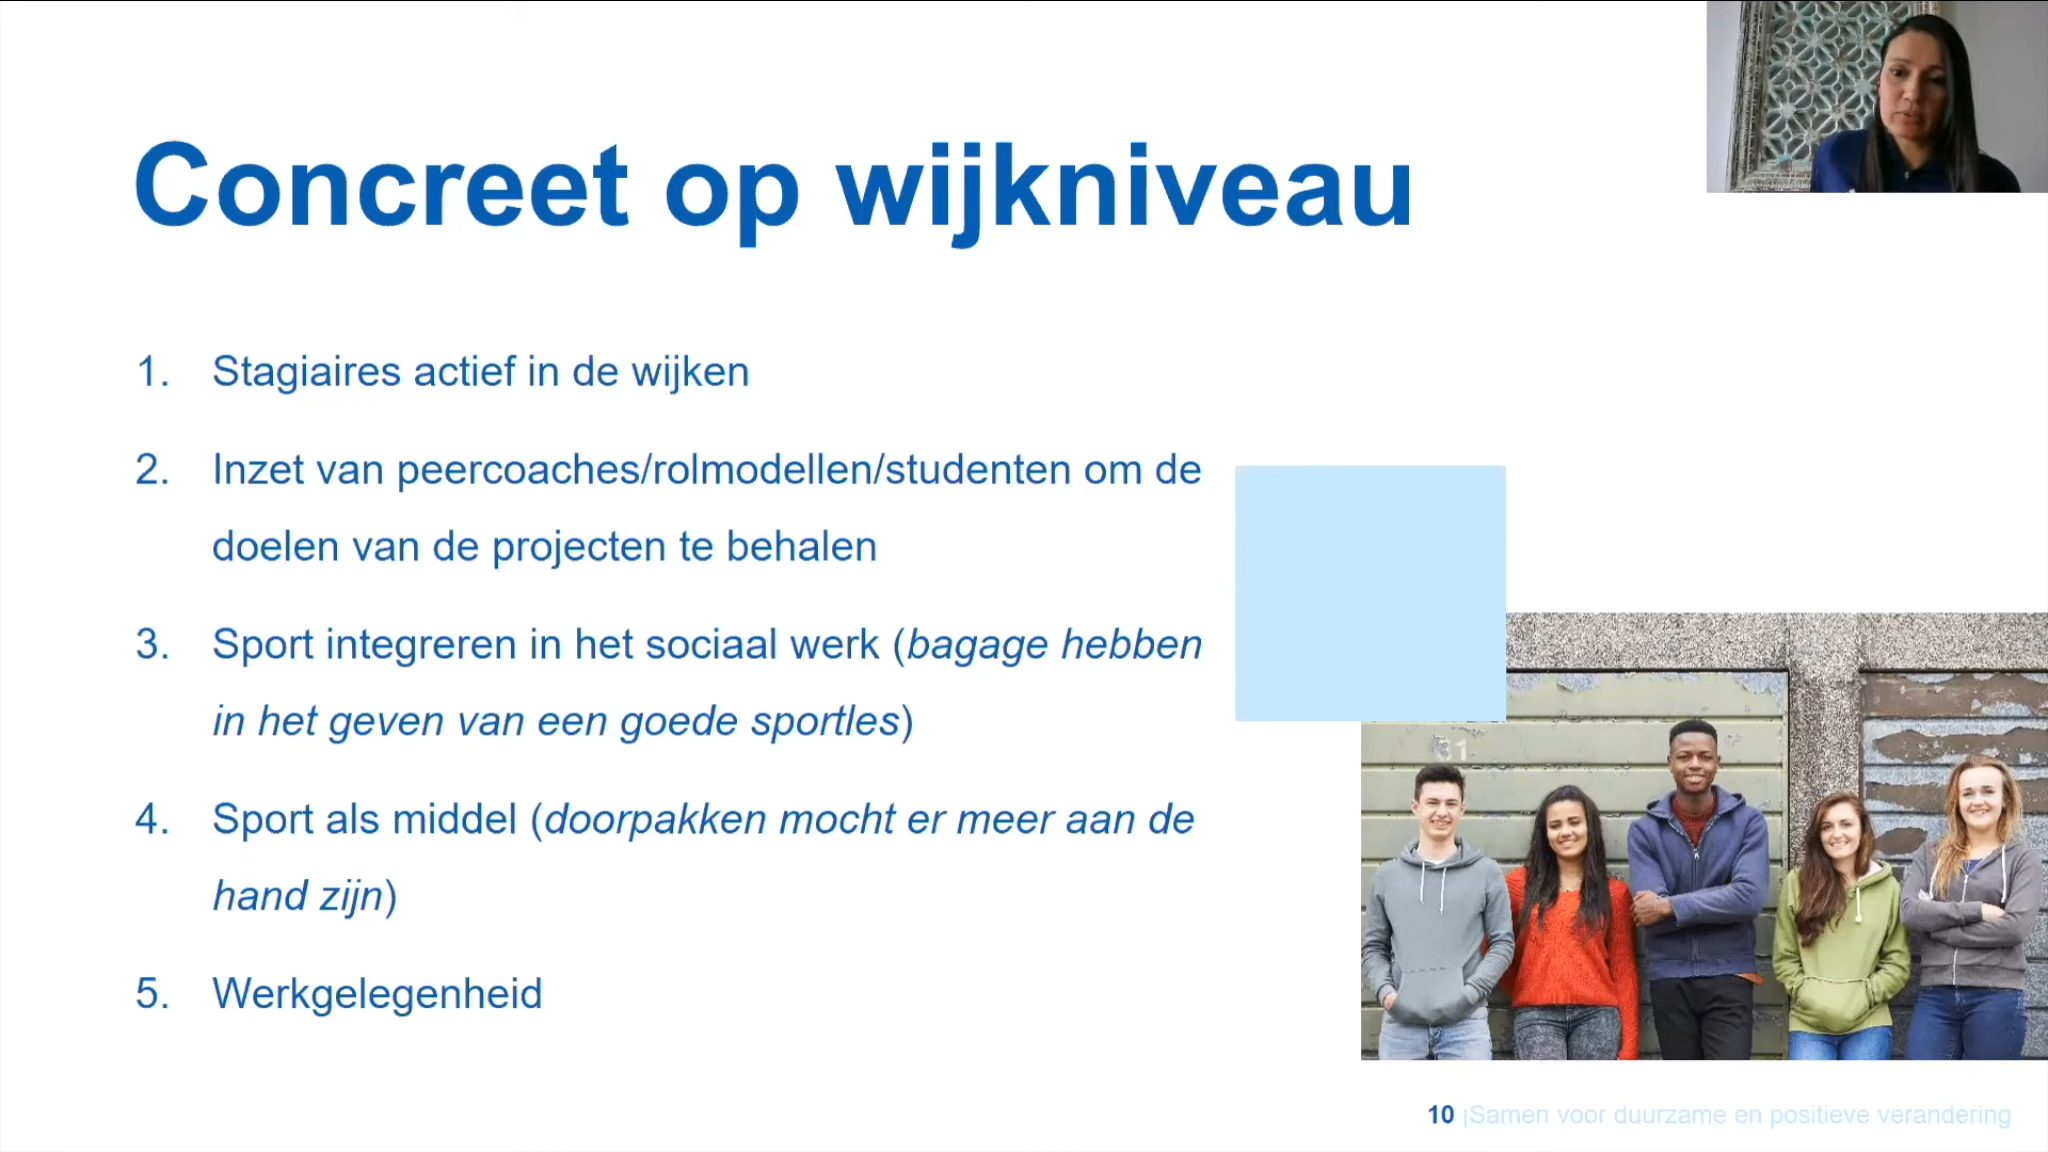 Concreet op wijkniveau
1. Stagiaires actief in de wijken
2. Inzet van peercoaches/rolmodellen/studenten om de
doelen van de projecten te behalen
3. Sport integreren in het sociaal werk (bagage hebben
in het geven van een goede sportles)
4. Sport als middel (doorpakken mocht er meer aan de
hand zijn)
5. Werkgelegenheid
31
10 |Samen voor duurzame en positieve verandering